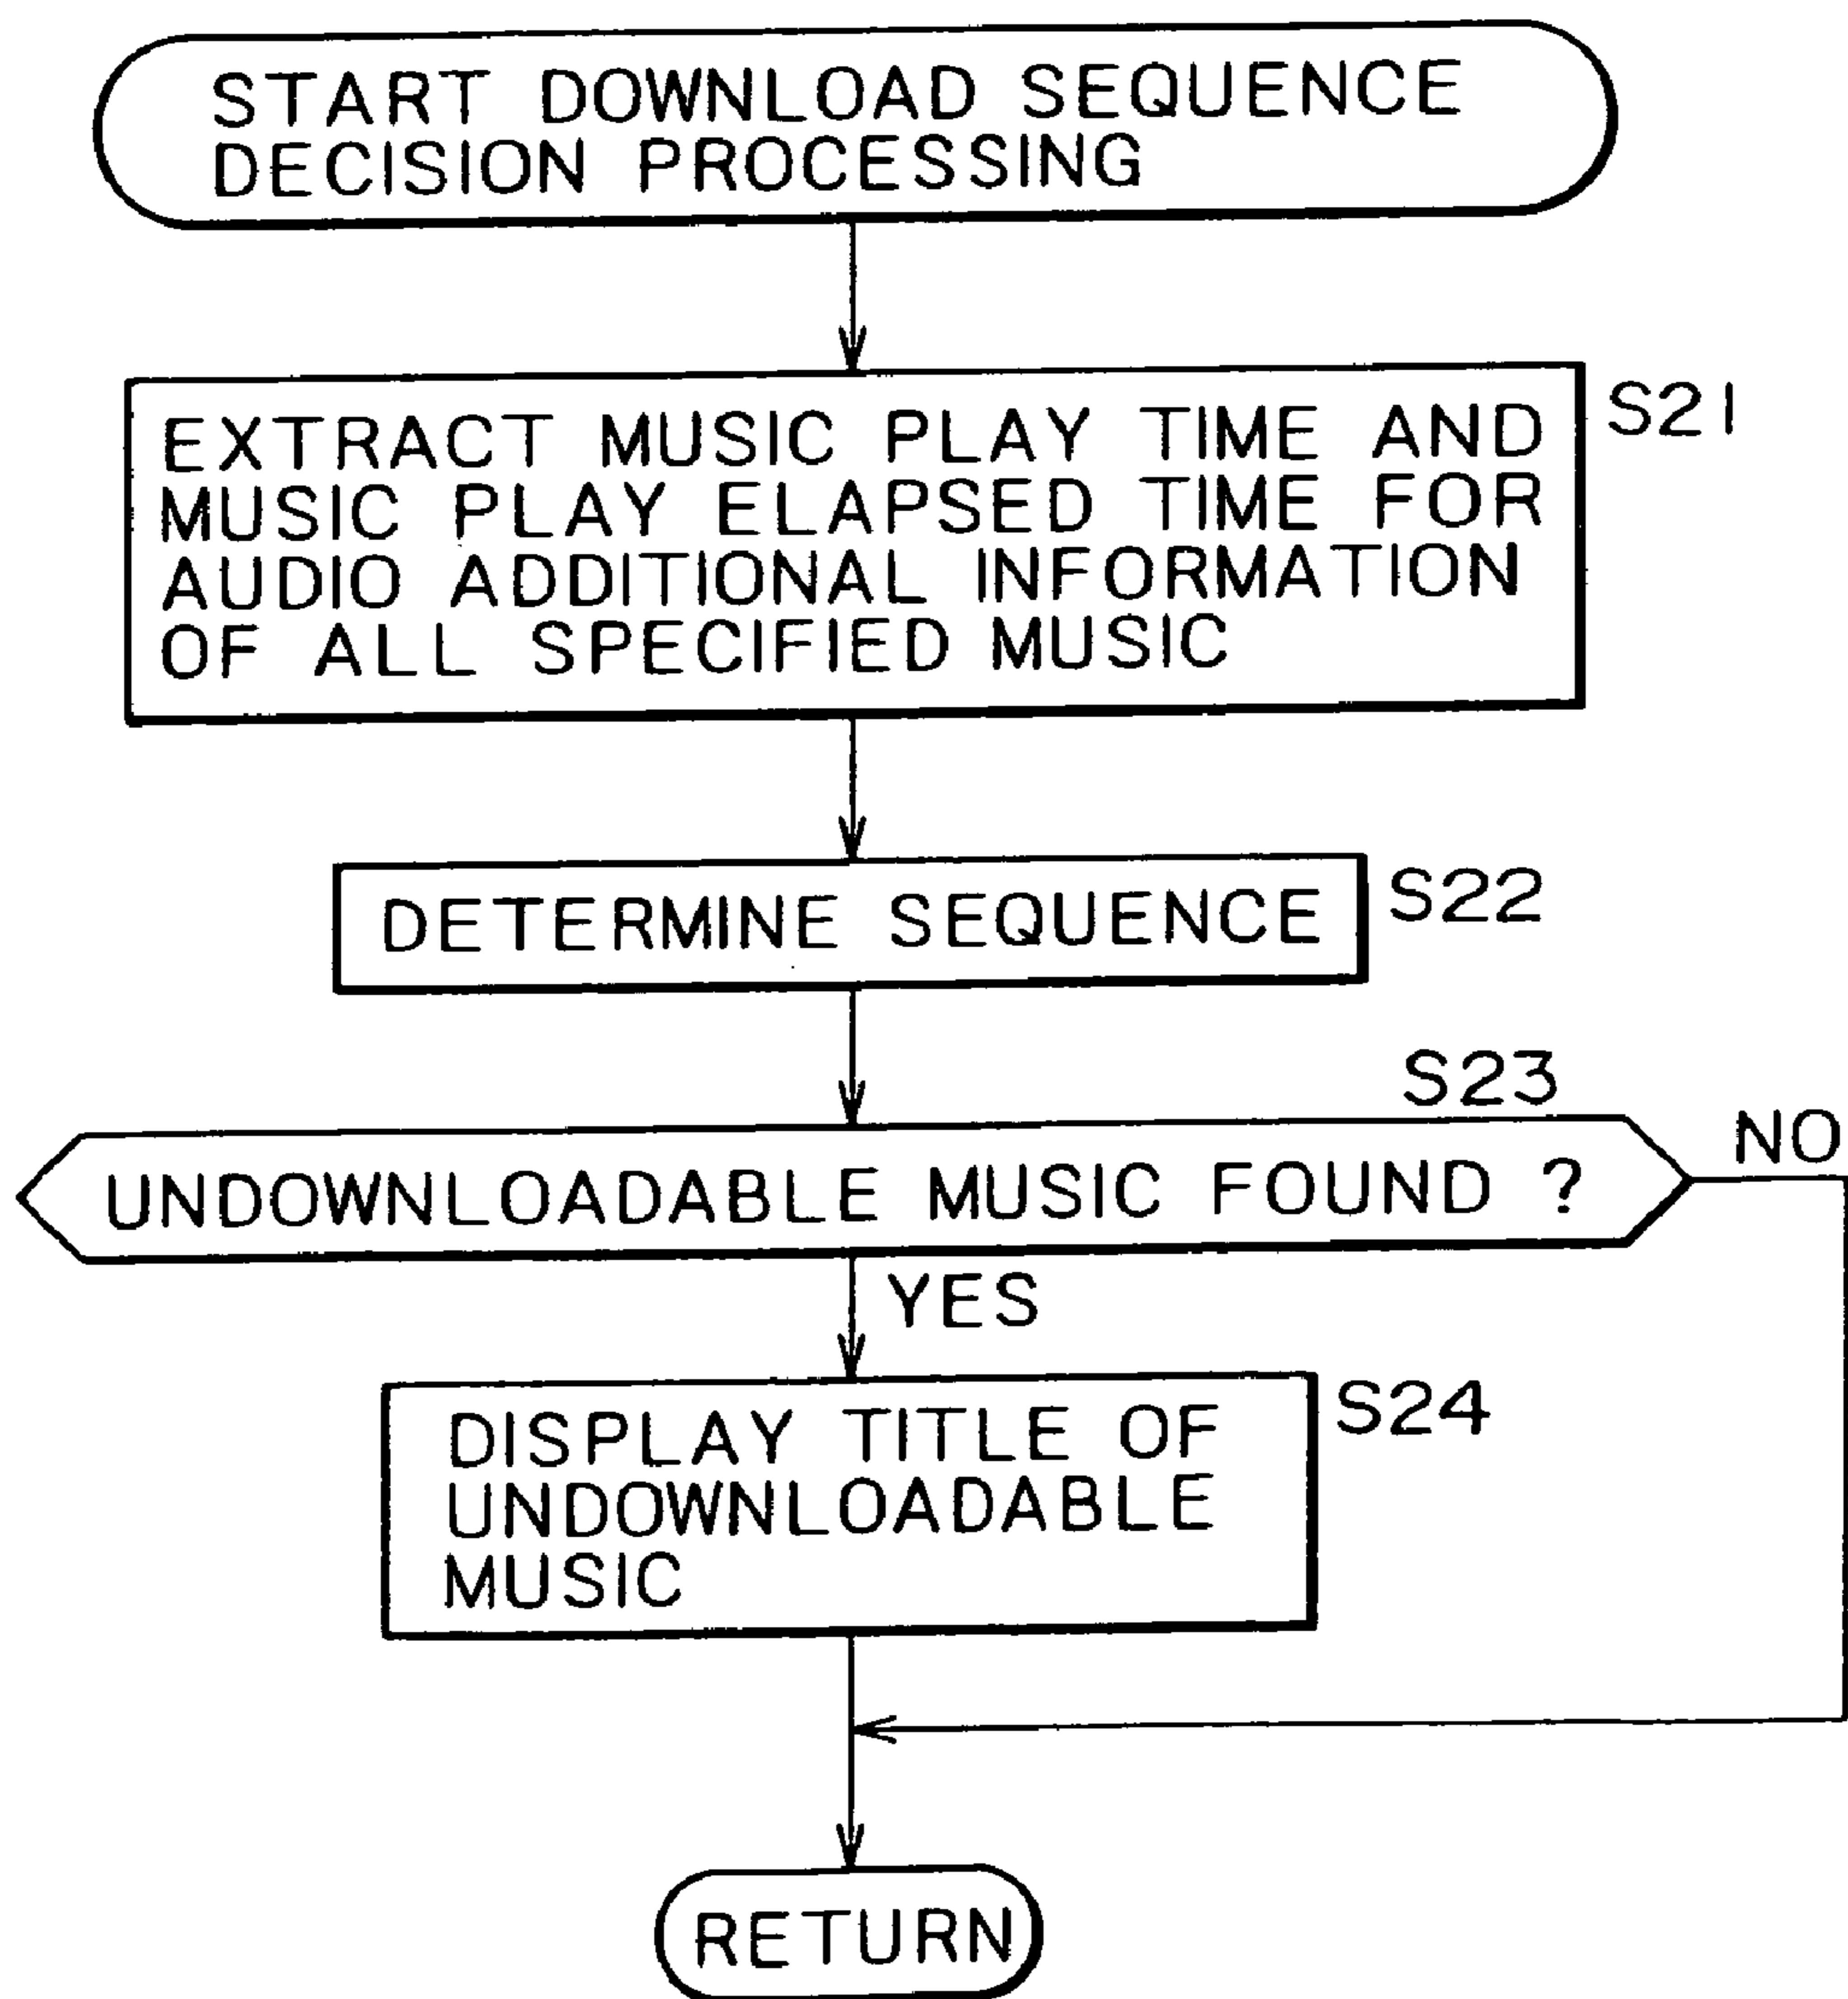 START DOWNLOAD SEQUENCE
DECISION PROCESSING
EXTRACT MUSIC PLAY TIME AND
MUSIC PLAY ELAPSED TIME FOR
AUDIO ADDITIONAL INFORMATION
OF ALL SPECIFIED MUSIC
S21
DETERMINE SEQUENCE
S22
S23
UNDOWNLOADABLE MUSIC FOUND ?
NO
YES
DISPLAY TITLE OF
UNDOWNLOADABLE
MUSIC
S24
RETURN